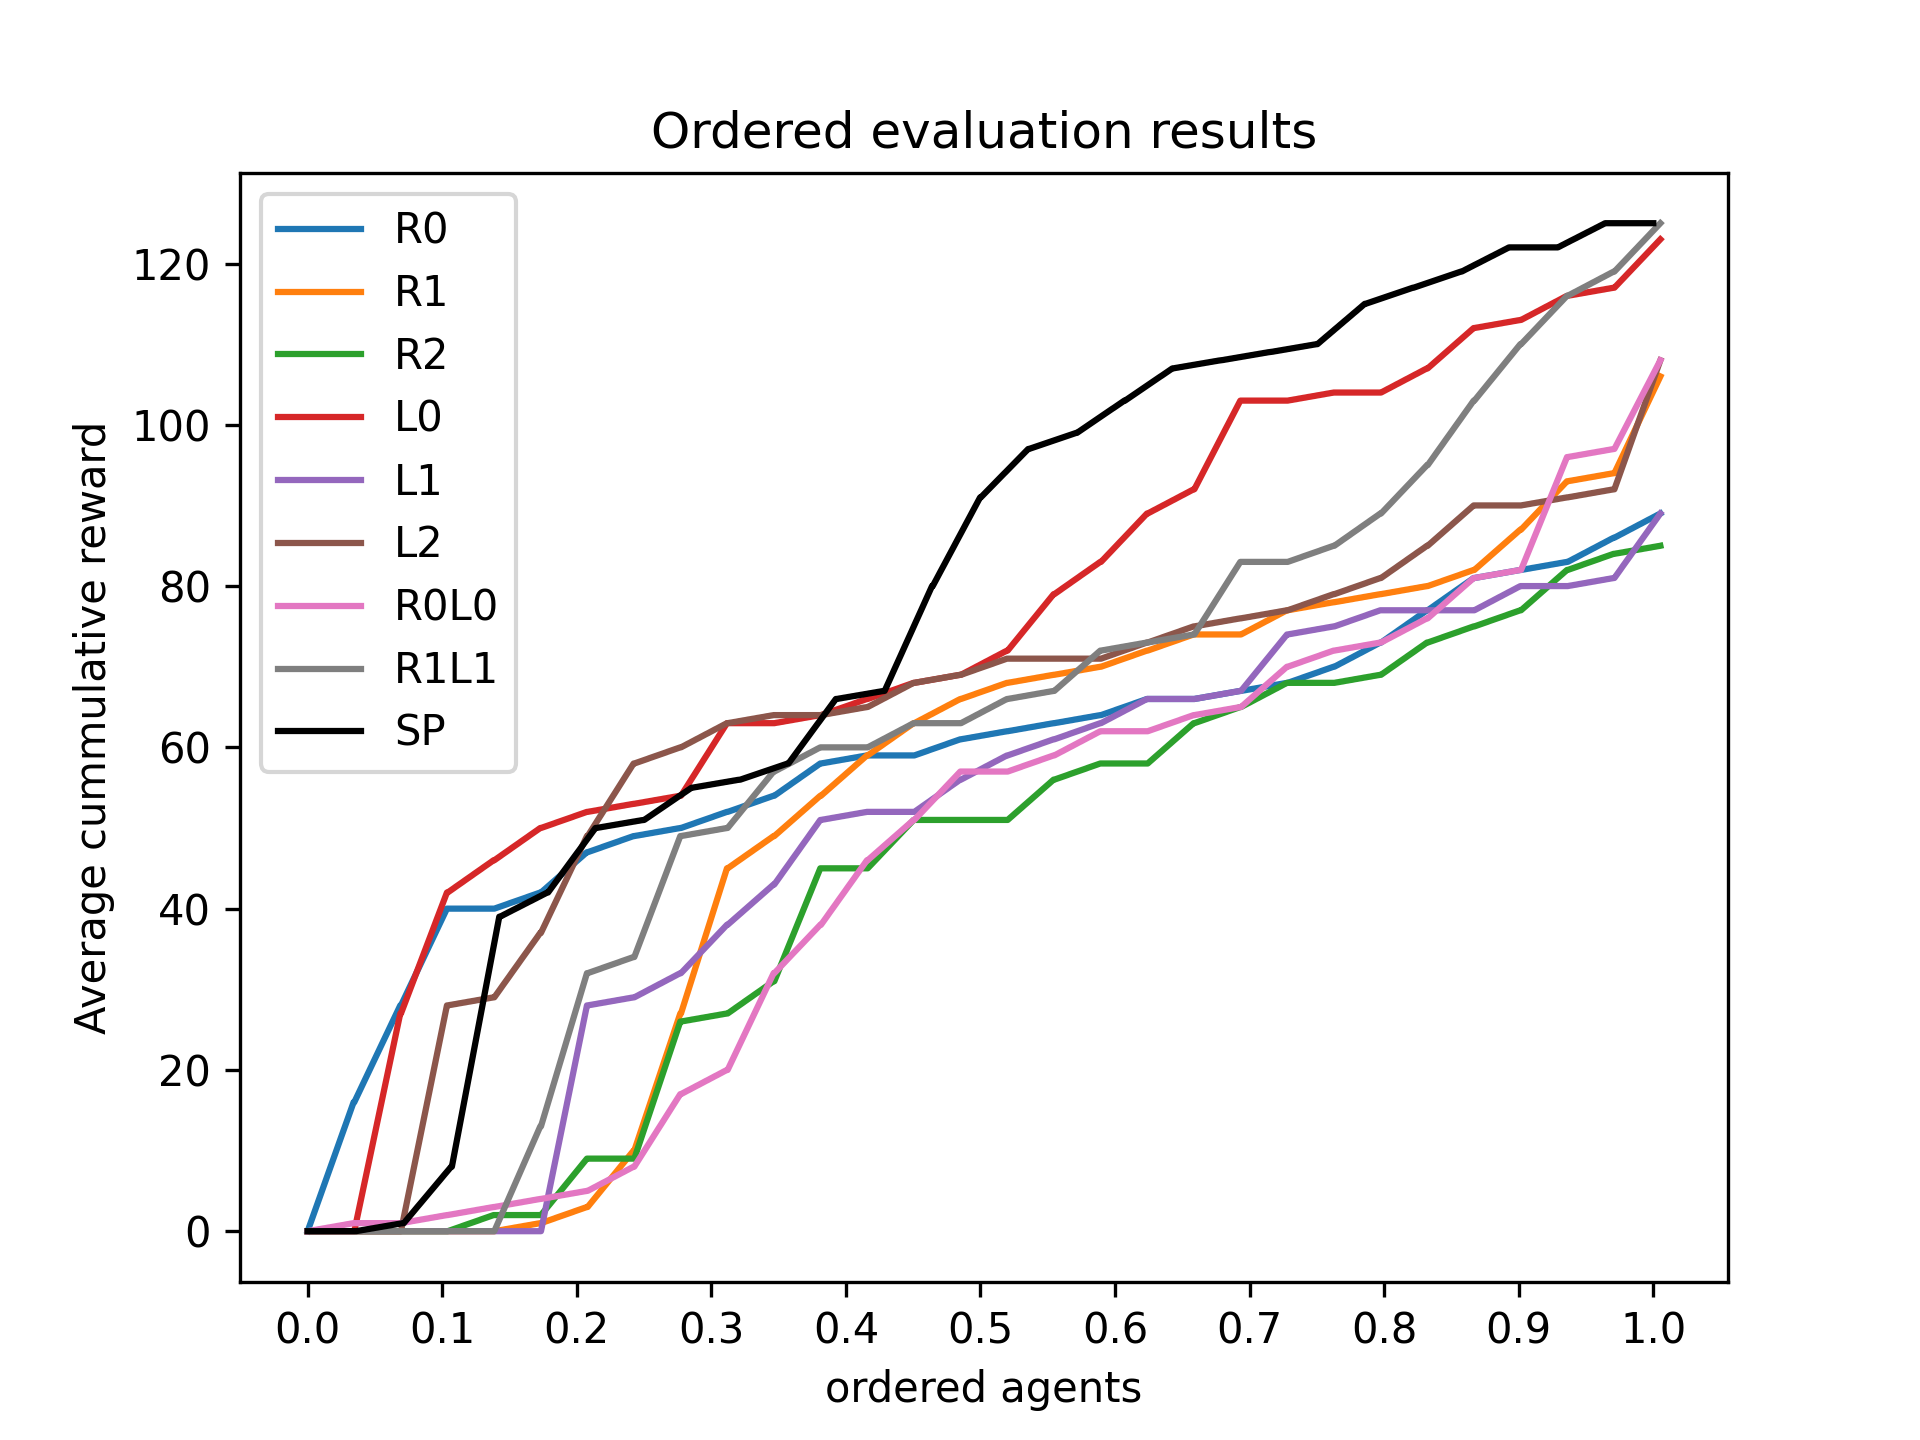 Ordered evaluation results
R0
R1
R2
L0
L1
L2
R0L0
R1L1
SP
120
100
80
60
40
20
0
Average cummulative reward
0.0 0.1 0.2 0.3 0.4 0.5 0.6 0.7 0.8 0.9 1.0
ordered agents